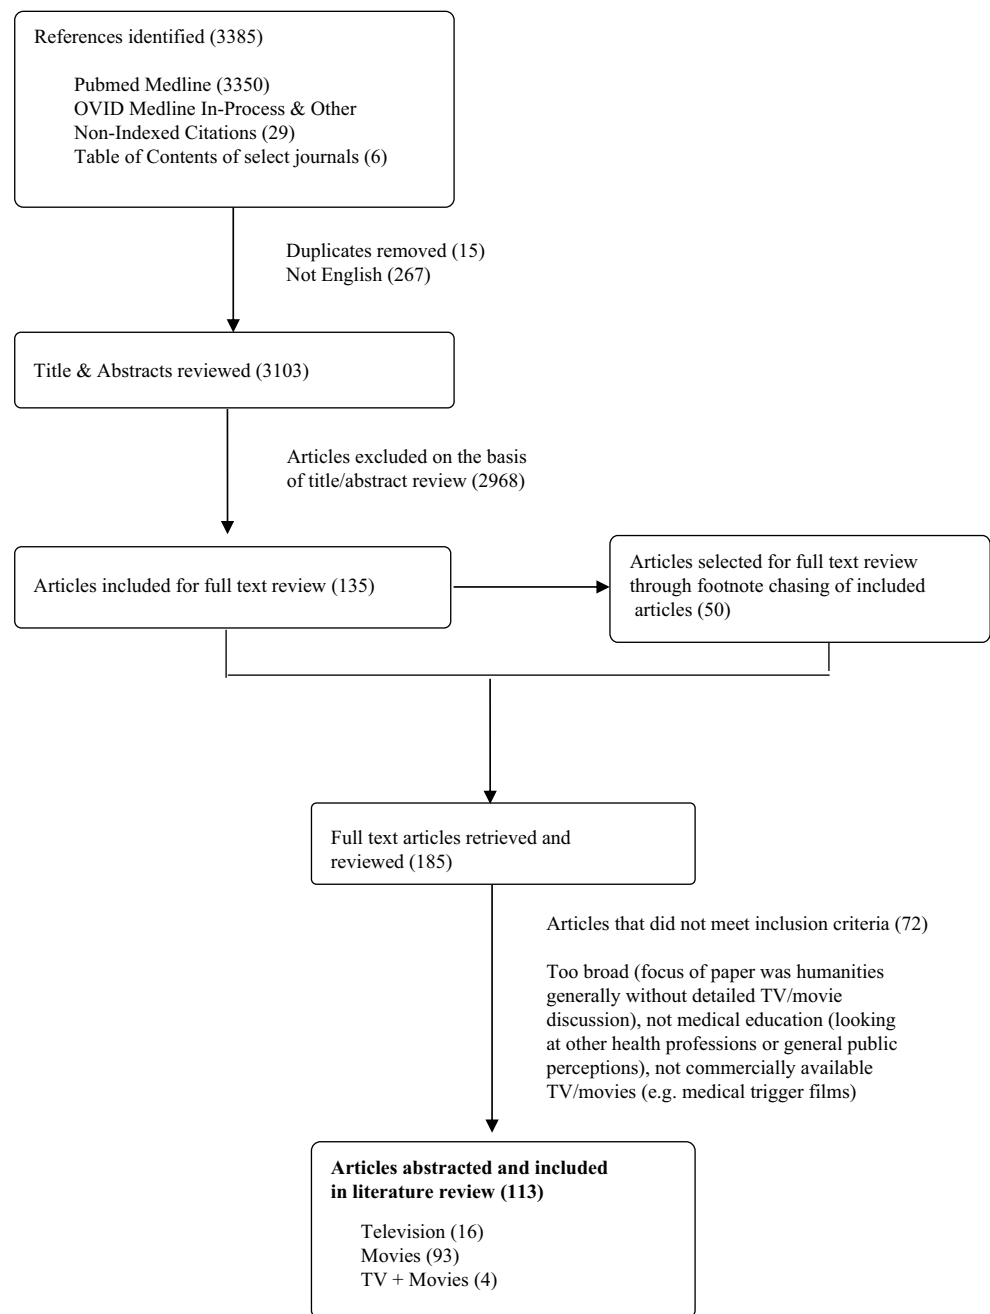 References identified (3385)
Pubmed Medline (3350)
OVID Medline In-Process & Other
Non-Indexed Citations (29)
Table of Contents of select journals (6)
Duplicates removed (15)
Not English (267)
Title & Abstracts reviewed (3103)
Articles excluded on the basis
of title/abstract review (2968)
Articles included for full text review (135)
Articles selected for full text review
through footnote chasing of included
articles (50)
Full text articles retrieved and
reviewed (185)
Articles that did not meet inclusion criteria (72)
Too broad (focus of paper was humanities
generally without detailed TV/movie
discussion), not medical education (looking
at other health professions or general public
perceptions), not commercially available
TV/movies (e.g. medical trigger films)
Articles abstracted and included
in literature review (113)
Television (16)
Movies (93)
TV + Movies (4)